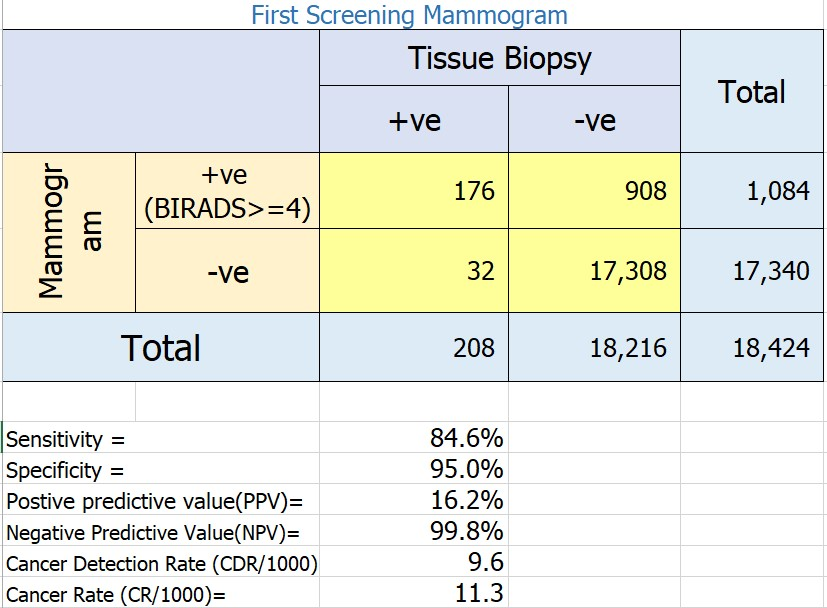 First Screening Mammogram
Tissue Biopsy
Total
+ve
-ve
Mammogr
am
+ve
(BIRADS>=4)
176
908
1,084
-ve
32
17,308
17,340
Total
208
18,216
18,424
Sensitivity =
84.6%
Specificity =
95.0%
Postive predictive value(PPV)=
16.2%
Negative Predictive Value(NPV)=
99.8%
Cancer Detection Rate (CDR/1000)
9.6
Cancer Rate (CR/1000)=
11.3